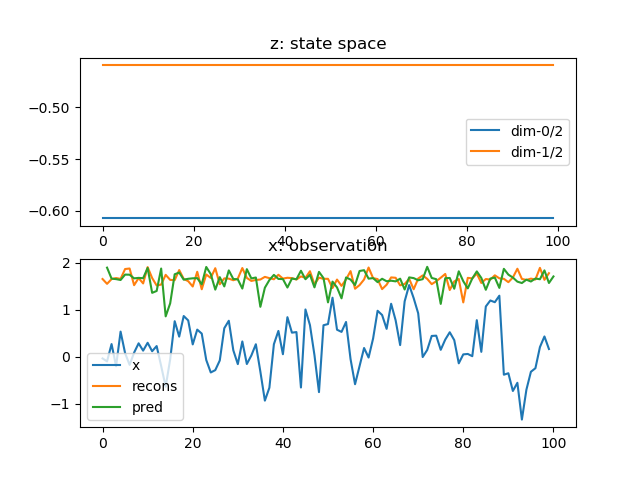 z: state space
−0.50
−0.55
−0.60
dim-0/2
dim-1/2
0 20 40 60 80 100
x: observation
2
1
0
−1
x
recons
pred
0 20 40 60 80 100